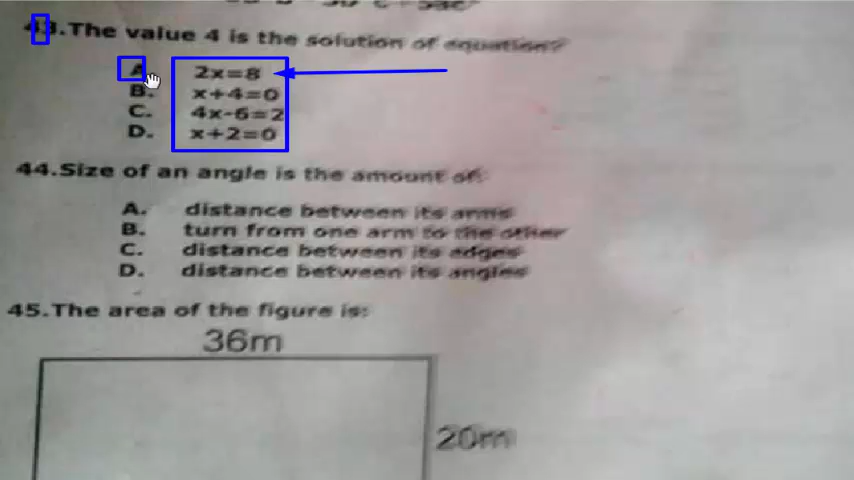 43.The value 4 is the solution of equation?
A. 2x=8
B. x+4=0
C. 4x-6=2
D. x+2=0
44.Size of an angle is the amount of:
A. distance between its arms
B. turn from one arm to the other
C. distance between its edges
D. distance between its angles
45.The area of the figure is:
36m
20m